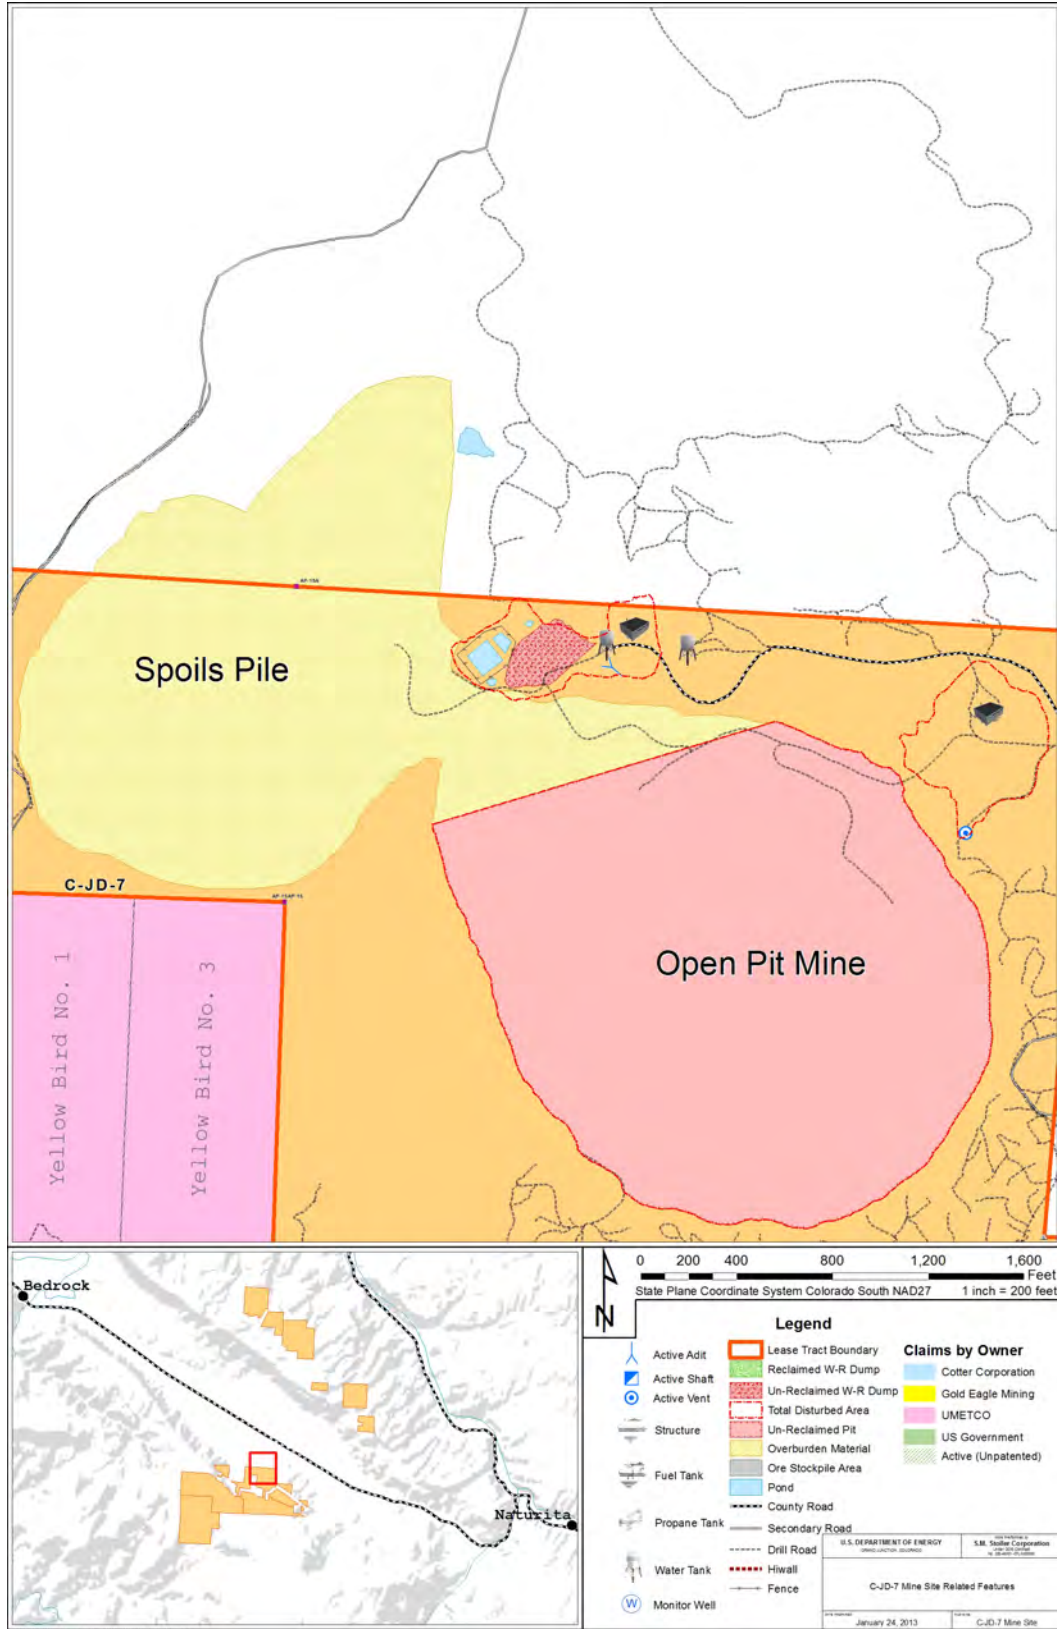 AP-15A
Spoils Pile
C-JD-7
Yellow Bird No. 1
Yellow Bird No. 3
Open Pit Mine
Bedrock
Naturita
N
0 200 400 800 1,200 1,600
Feet
State Plane Coordinate System Colorado South NAD27 1 inch = 200 feet
Legend
Active Adit
Active Shaft
Active Vent
Structure
Fuel Tank
Propane Tank
Water Tank
W Monitor Well
Lease Tract Boundary
Reclaimed W-R Dump
Un-Reclaimed W-R Dump
Total Disturbed Area
Un-Reclaimed Pit
Overburden Material
Ore Stockpile Area
Pond
County Road
Secondary Road
Drill Road
Hiwall
Fence
Claims by Owner
Cotter Corporation
Gold Eagle Mining
UMETCO
US Government
Active (Unpatented)
U.S. DEPARTMENT OF ENERGY
GRAND JUNCTION, COLORADO
S.M. Stoller Corporation
C-JD-7 Mine Site Related Features
January 24, 2013
C-JD-7 Mine Site